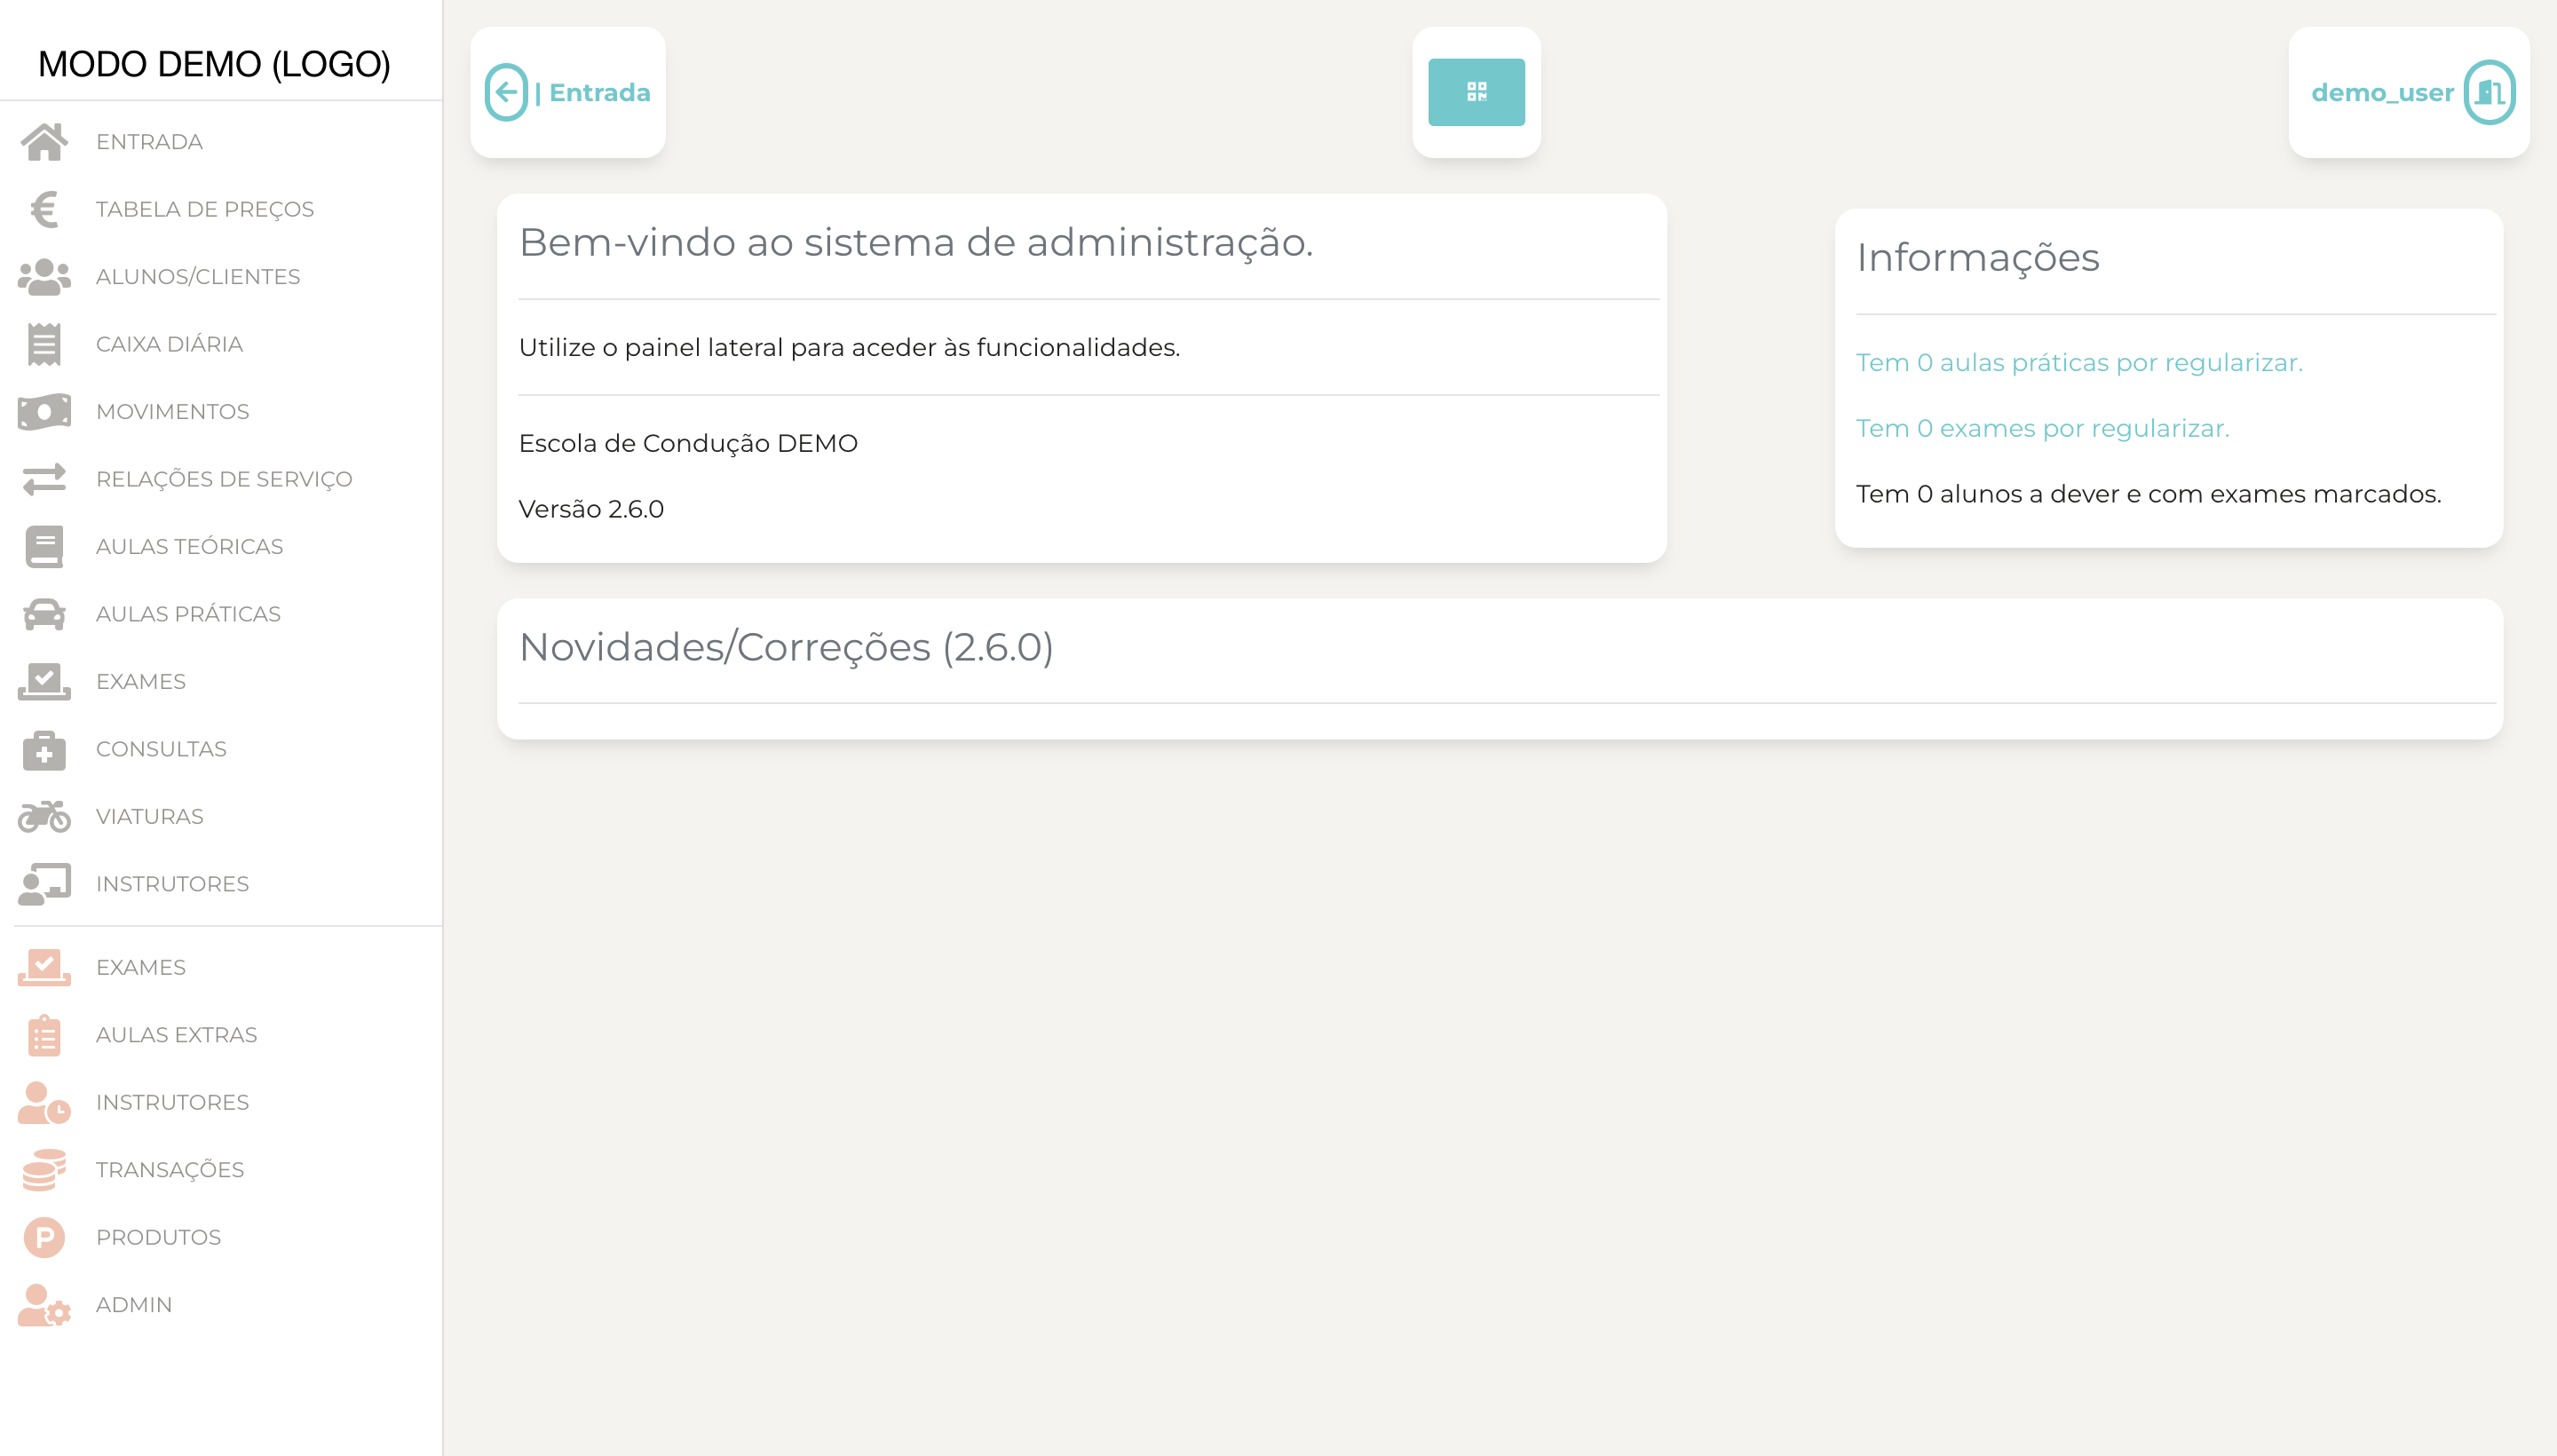 MODO DEMO (LOGO)
ENTRADA
TABELA DE PREÇOS
ALUNOS/CLIENTES
CAIXA DIÁRIA
MOVIMENTOS
RELAÇÕES DE SERVIÇO
AULAS TEÓRICAS
AULAS PRÁTICAS
EXAMES
CONSULTAS
VIATURAS
INSTRUTORES
EXAMES
AULAS EXTRAS
INSTRUTORES
TRANSAÇÕES
PRODUTOS
ADMIN
| Entrada
demo_user
Bem-vindo ao sistema de administração.
Utilize o painel lateral para aceder às funcionalidades.
Escola de Condução DEMO
Versão 2.6.0
Informações
Tem 0 aulas práticas por regularizar.
Tem 0 exames por regularizar.
Tem 0 alunos a dever e com exames marcados.
Novidades/Correções (2.6.0)